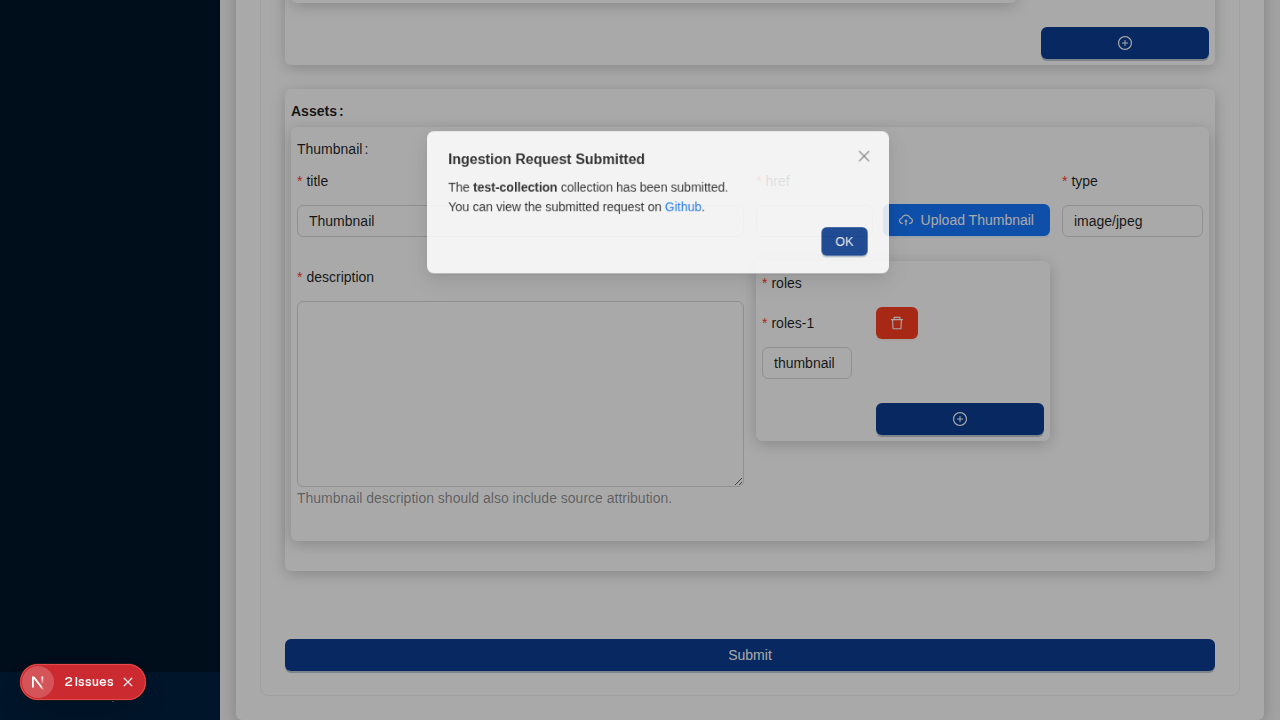 Assets :
Thumbnail :
* title
* href
* type
Thumbnail
Upload Thumbnail
image/jpeg
Ingestion Request Submitted
The test-collection collection has been submitted.
You can view the submitted request on Github.
OK
* description
* roles
* roles-1
thumbnail
Thumbnail description should also include source attribution.
Submit
N 2 Issues